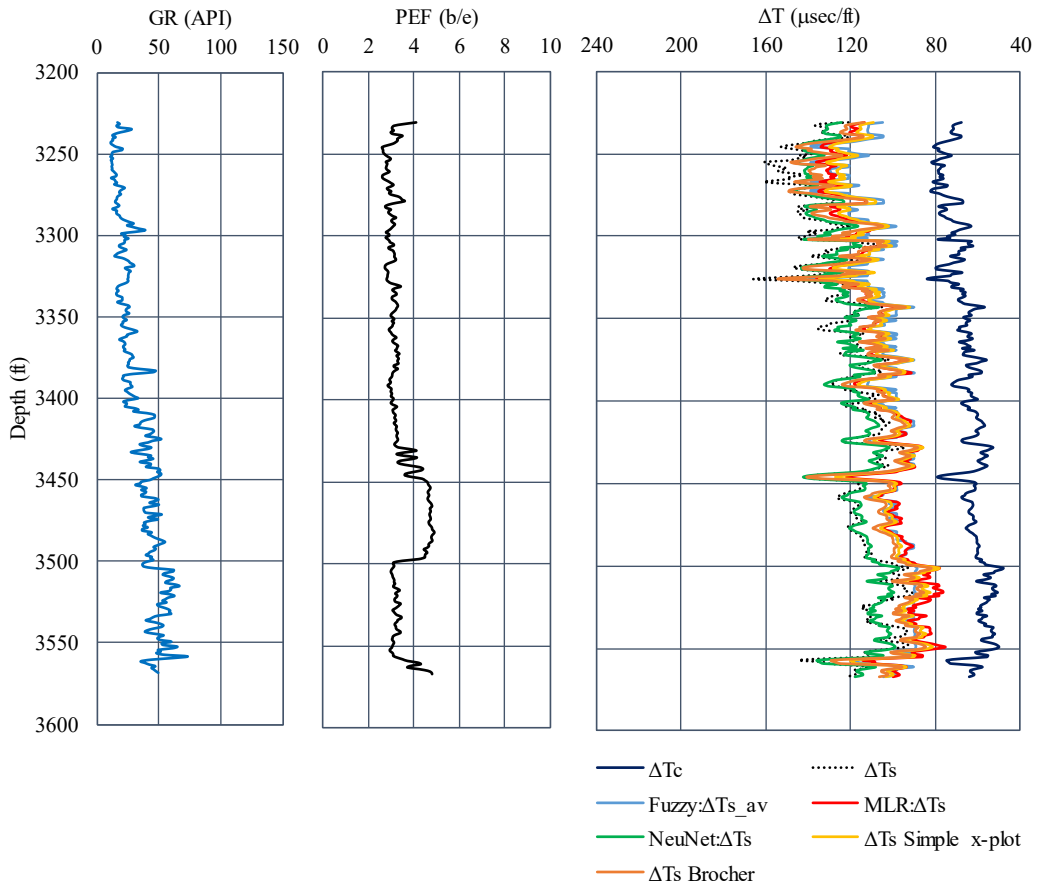 GR (API)
PEF (b/e)
ΔT (μsec/ft)
0 50 100 150
0 2 4 6 8 10
240 200 160 120 80 40
Depth (ft)
3200
3250
3300
3350
3400
3450
3500
3550
3600
ΔTc
ΔTs
Fuzzy:ΔTs_av
MLR:ΔTs
NeuNet:ΔTs
ΔTs Simple x-plot
ΔTs Brocher